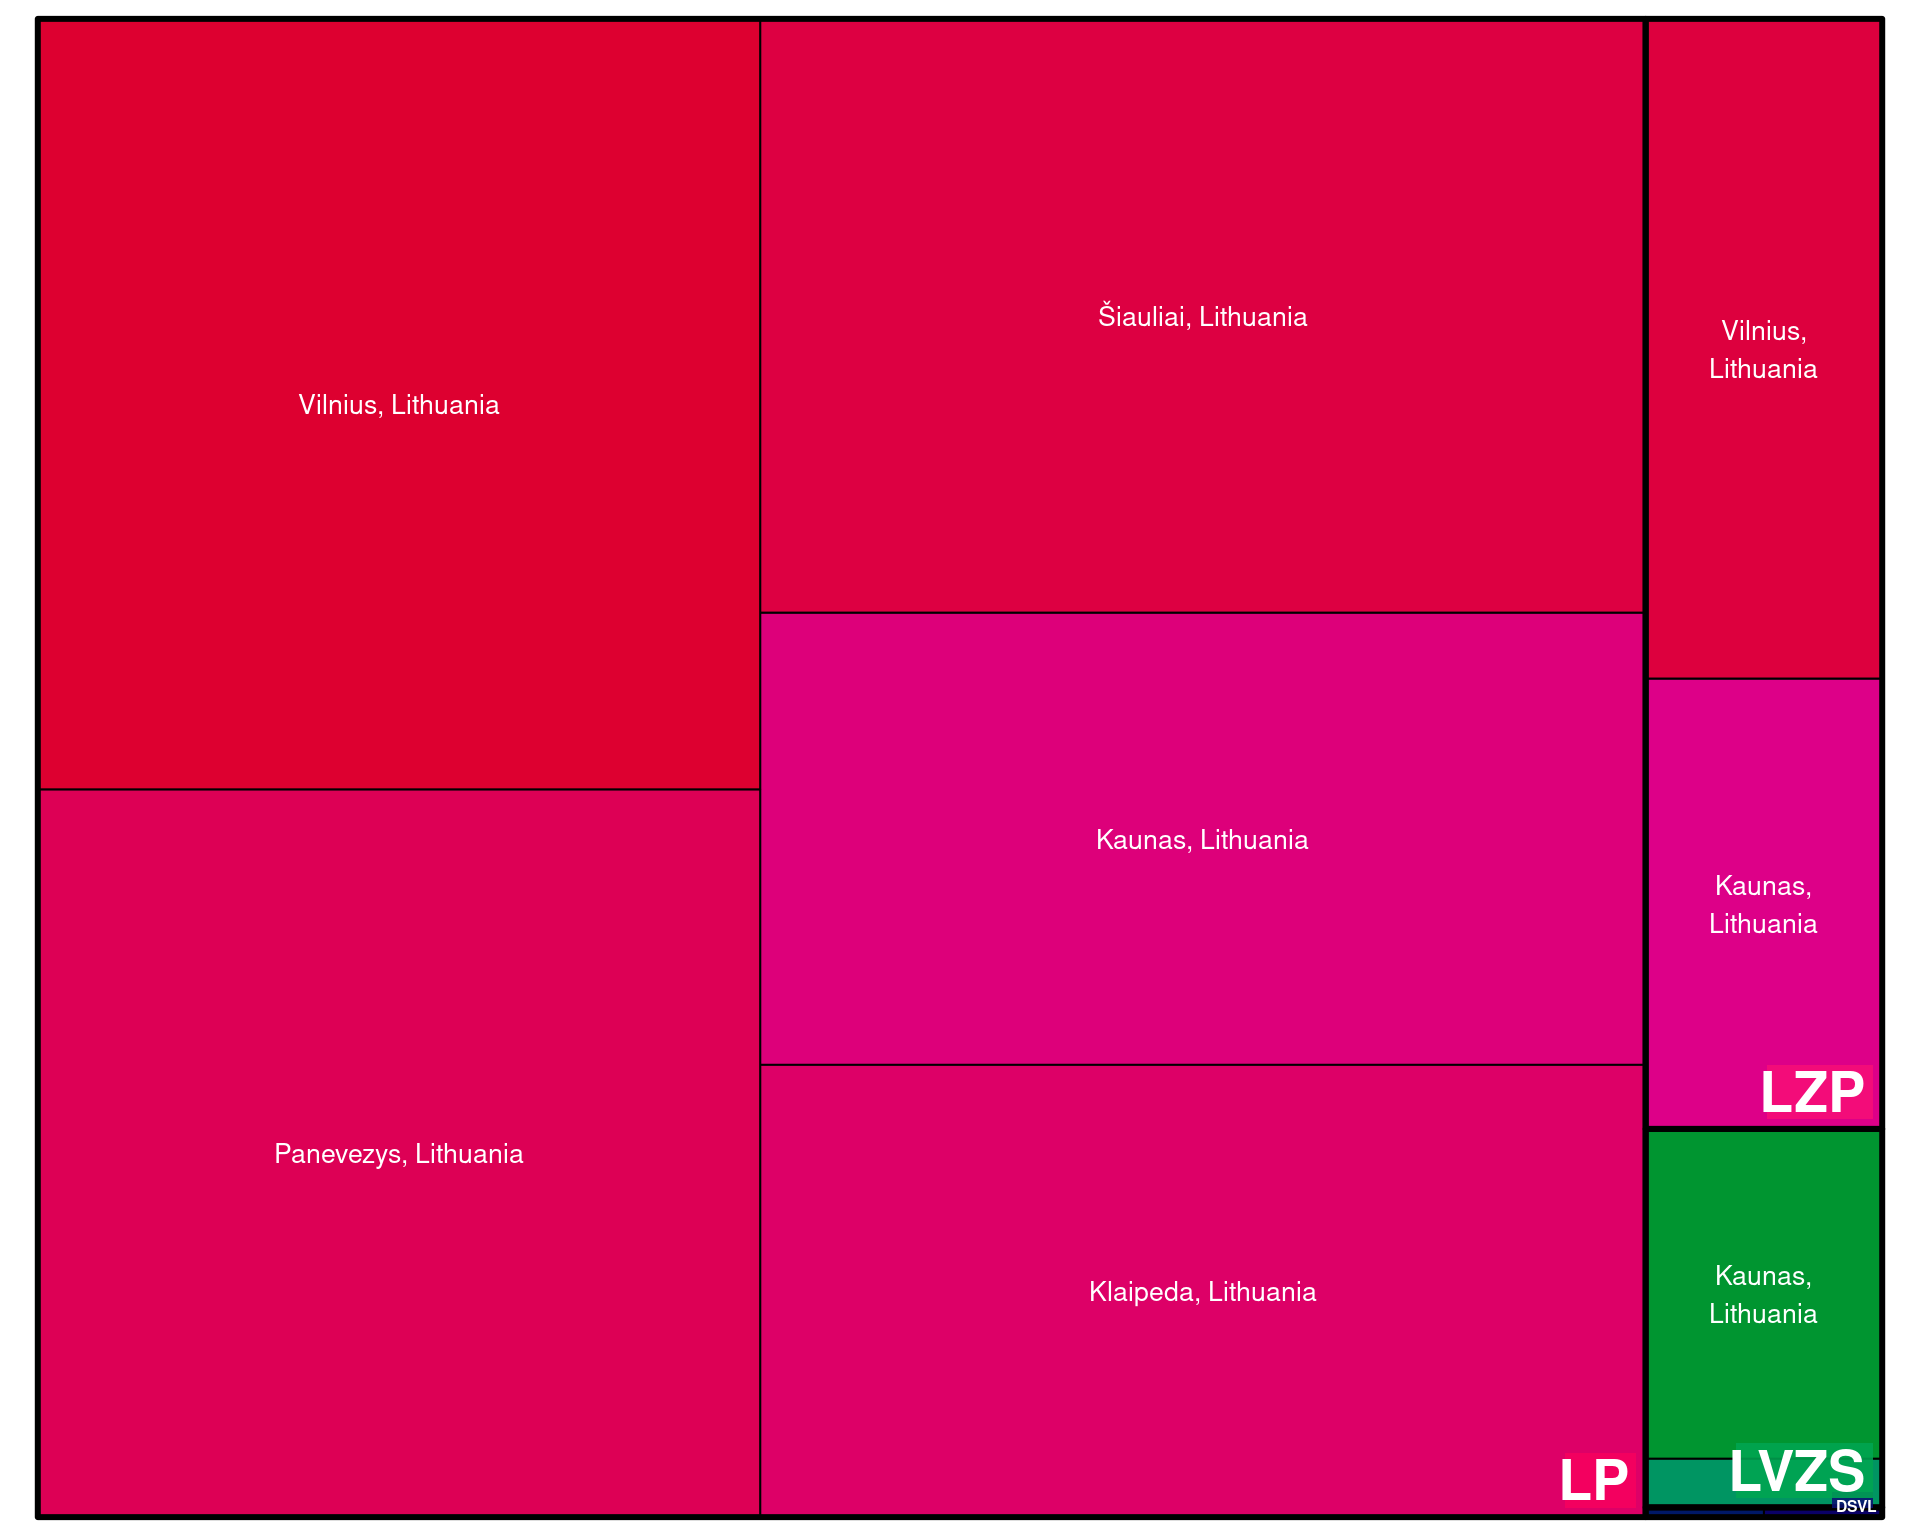 Vilnius, Lithuania
Panevezys, Lithuania
Šiauliai, Lithuania
Kaunas, Lithuania
Klaipeda, Lithuania
LP
Vilnius,
Lithuania
Kaunas,
Lithuania
LZP
Kaunas,
Lithuania
LVZS
DSVL